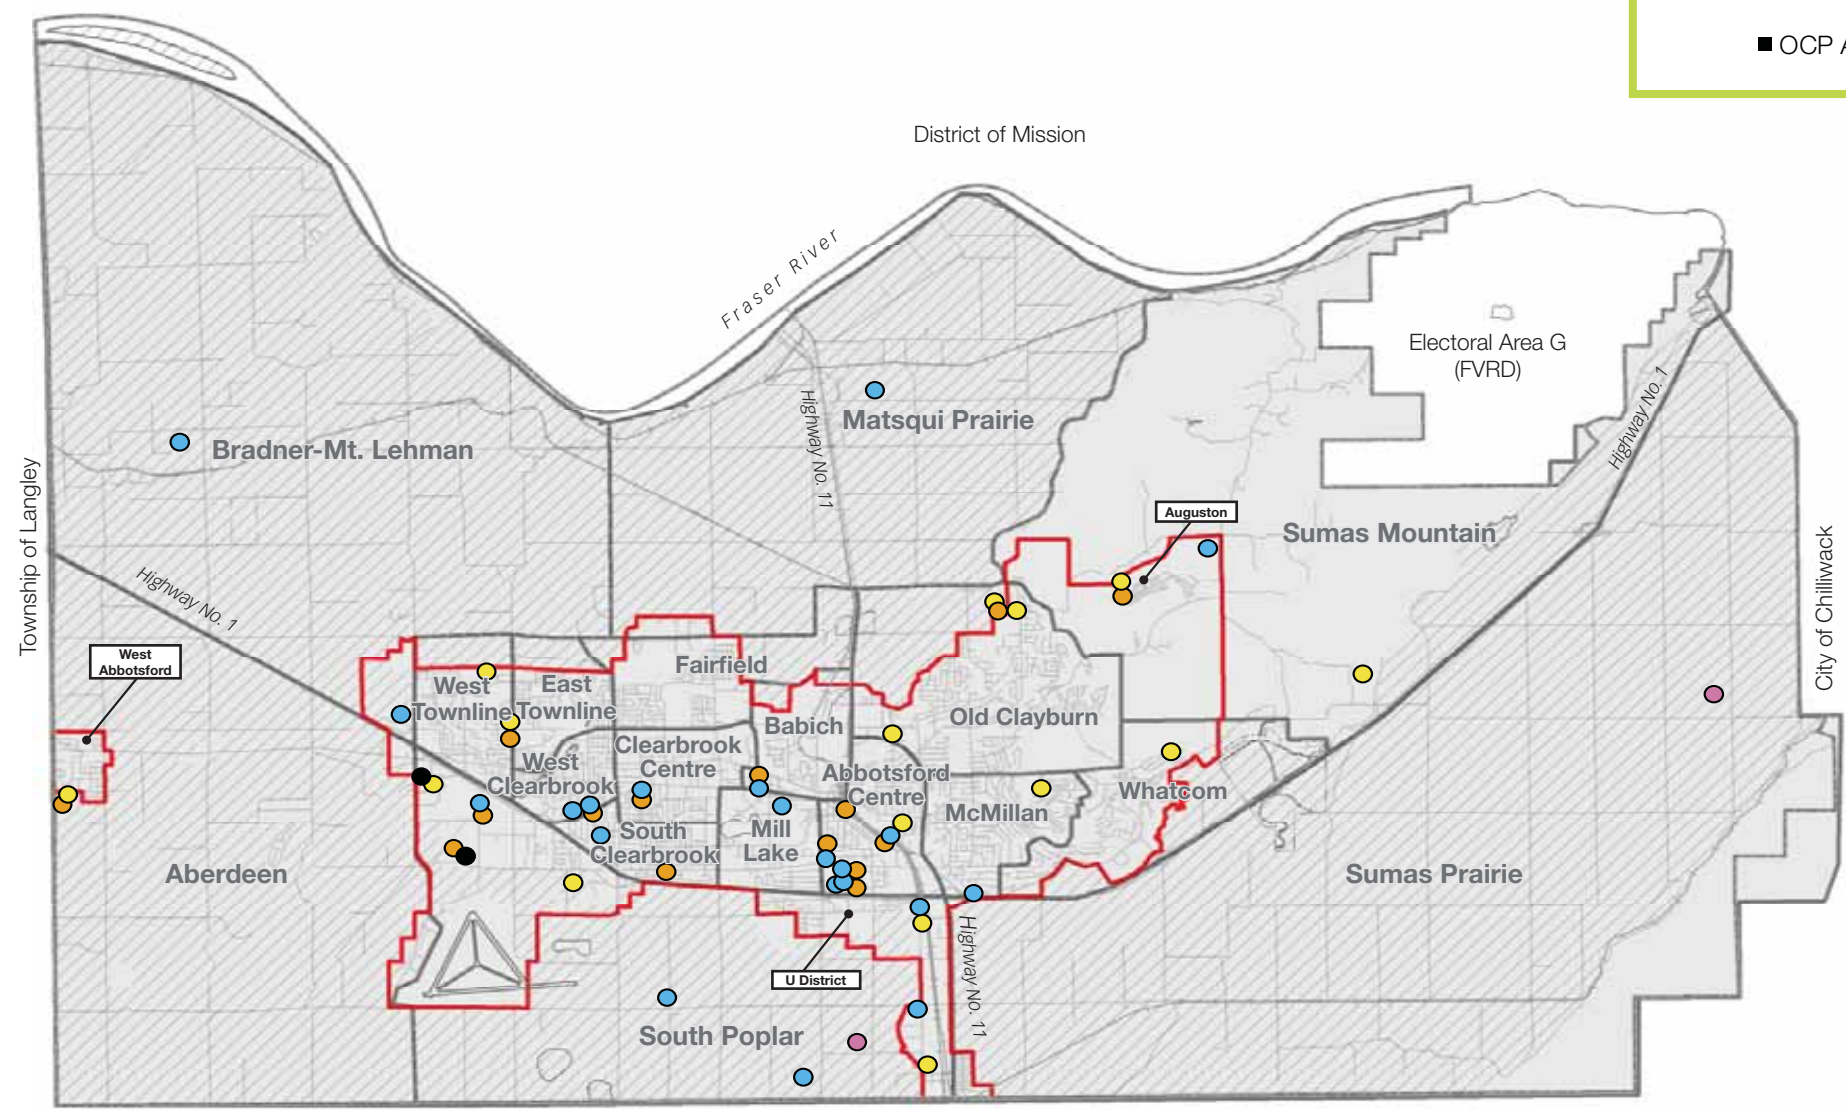 ■ OCP
District of Mission
Fraser River
Electoral Area G
(FVRD)
Highway No. 1
Highway No. 11
Matsqui Prairie
Bradner-Mt. Lehman
Township of Langley
Auguston
Sumas Mountain
City of Chilliwack
Highway No. 1
West
Abbotsford
Fairfield
West
Townline
East
Townline
Babich
Old Clayburn
Clearbrook
Centre
West
Clearbrook
Abbotsford
Centre
Whatcom
McMillan
South
Clearbrook
Mill
Lake
Aberdeen
Sumas Prairie
Highway No. 11
U District
South Poplar